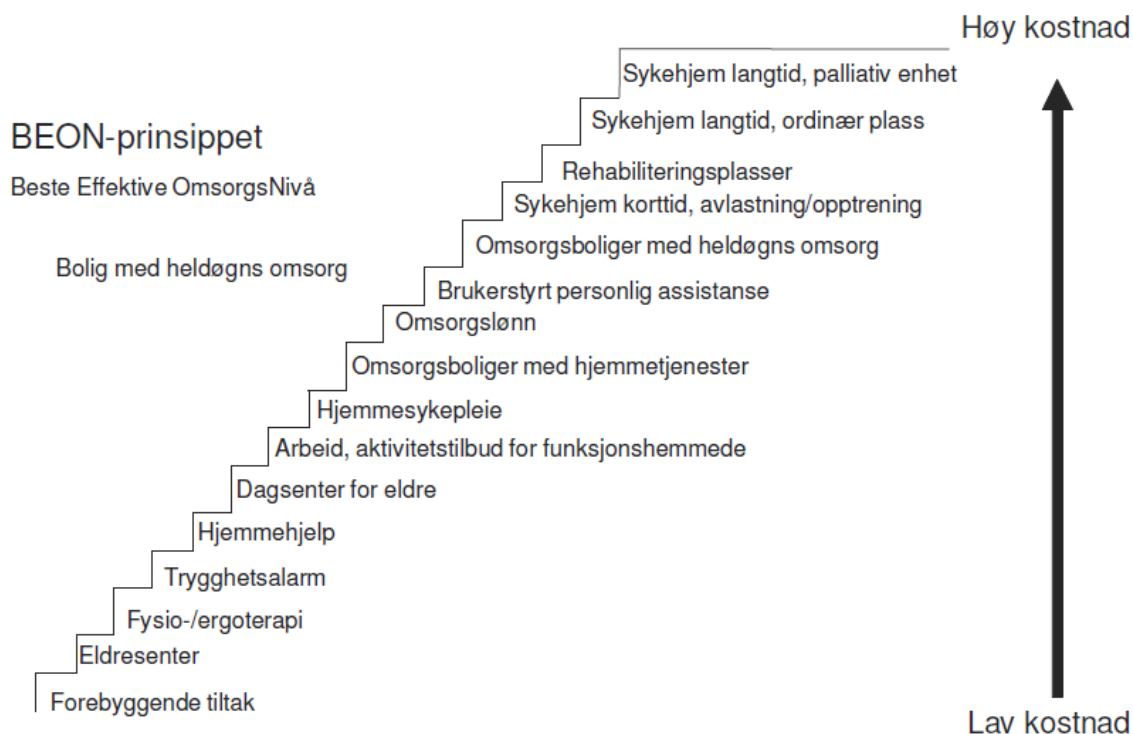 Høy kostnad
Sykehjem langtid, palliativ enhet
Sykehjem langtid, ordinær plass
BEON-prinsippet
Rehabiliteringsplasser
Beste Effektive OmsorgsNivå
Sykehjem korttid, avlastning/opptrening
Omsorgsboliger med heldøgns omsorg
Bolig med heldøgns omsorg
Brukerstyrt personlig assistanse
Omsorgslønn
Omsorgsboliger med hjemmetjenester
Hjemmesykepleie
Arbeid, aktivitetstilbud for funksjonshemmede
Dagsenter for eldre
Hjemmehjelp
Trygghetsalarm
Fysio-/ergoterapi
Eldresenter
Forebyggende tiltak
Lav kostnad